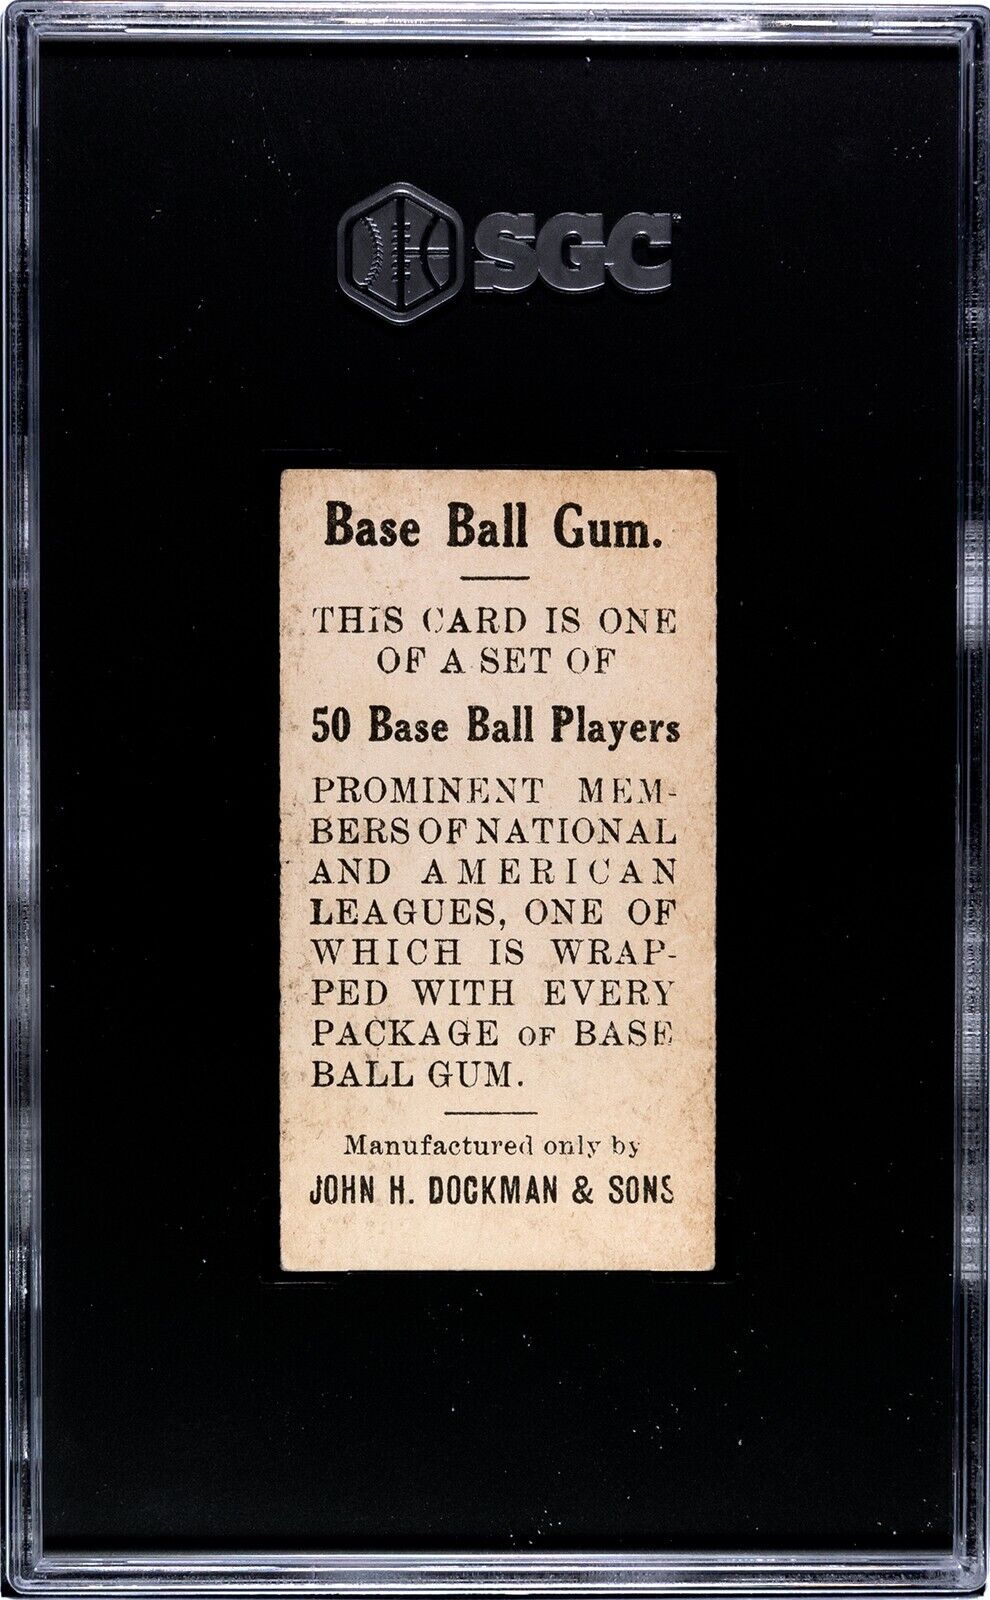 SGC™
Base Ball Gum.
THIS CARD IS ONE
OF A SET OF
50 Base Ball Players
PROMINENT MEM-
BERS OF NATIONAL
AND AMERICAN
LEAGUES, ONE OF
WHICH IS WRAP-
PED WITH EVERY
PACKAGE OF BASE
BALL GUM.
Manufactured only by
JOHN H. DOCKMAN & SONS